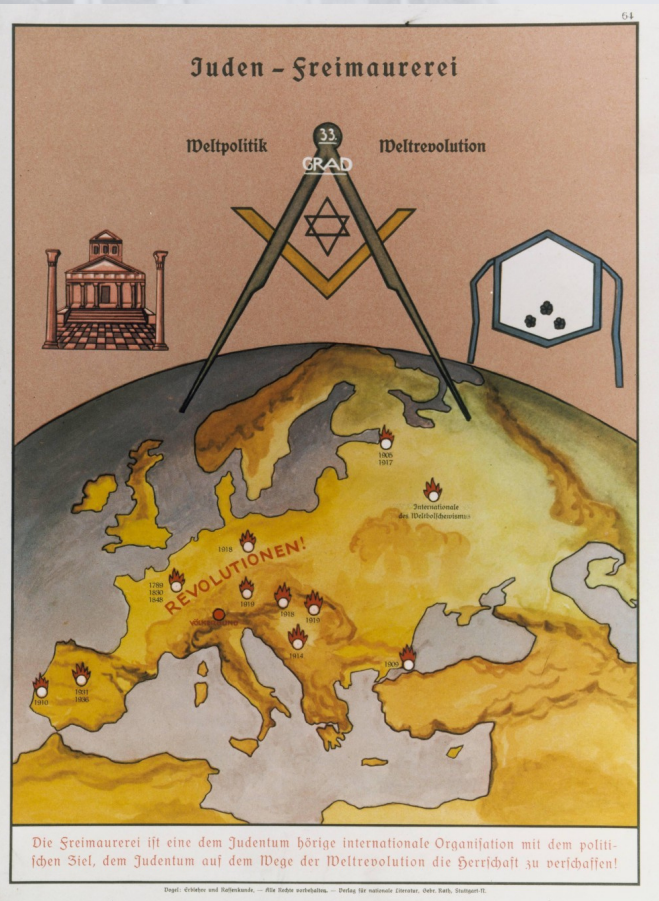 64
Juden – Freimaurerei
Weltpolitik
Weltrevolution
33.
GRAD
1905
1917
Internationale
des Weltbolschewismus
1918
REVOLUTIONEN!
1789
1830
1848
1919
1918
1919
1914
1909
1931
1936
1910
Die Freimaurerei ist eine dem Judentum hörige internationale Organisation mit dem politi-
schen Ziel, dem Judentum auf dem Wege der Weltrevolution die Herrschaft zu verschaffen!
Vogel: Erblehre und Rassenkunde. — Alle Rechte vorbehalten. — Verlag für nationale Literatur, Gebr. Rath, Stuttgart-N.